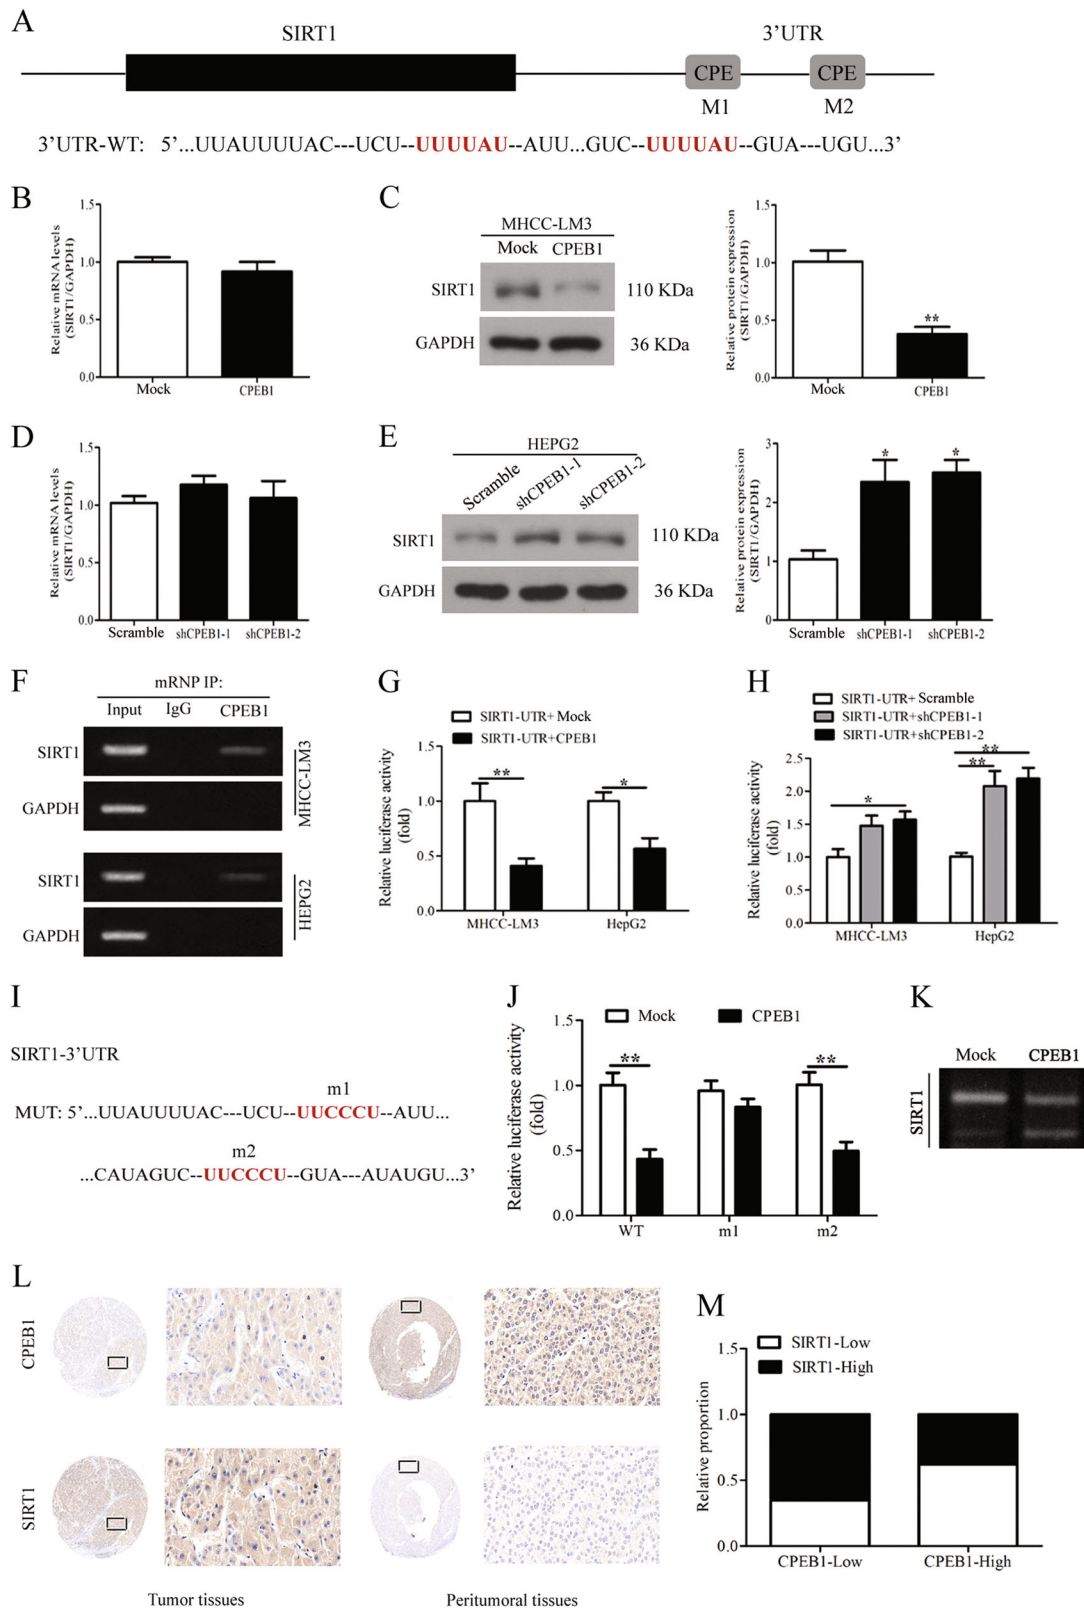 A
SIRT1
3’UTR
CPE
CPE
M1
M2
3’UTR-WT: 5’...UUAUUUUAC---UCU--UUUUAU--AUU...GUC--UUUUAU--GUA---UGU...3’
B
Relative mRNA levels
(SIRT1/GAPDH)
1.5
1.0
0.5
0.0
Mock
CPEB1
C
MHCC-LM3
Mock CPEB1
SIRT1
110 KDa
GAPDH
36 KDa
Relative protein expression
(SIRT1/GAPDH)
1.5
1.0
0.5
0.0
**
Mock
CPEB1
D
Relative mRNA levels
(SIRT1/GAPDH)
1.5
1.0
0.5
0.0
Scramble
shCPEB1-1
shCPEB1-2
E
HEPG2
Scramble
shCPEB1-1
shCPEB1-2
SIRT1
110 KDa
GAPDH
36 KDa
Relative protein expression
(SIRT1/GAPDH)
3
2
1
0
*
*
Scramble
shCPEB1-1
shCPEB1-2
F
mRNP IP:
Input
IgG
CPEB1
SIRT1
GAPDH
MHCC-LM3
SIRT1
GAPDH
HEPG2
G
SIRT1-UTR+ Mock
SIRT1-UTR+CPEB1
Relative luciferase activity
(fold)
1.5
1.0
0.5
0.0
**
*
MHCC-LM3
HepG2
H
SIRT1-UTR+ Scramble
SIRT1-UTR+shCPEB1-1
SIRT1-UTR+shCPEB1-2
Relative luciferase activity
(fold)
2.5
2.0
1.5
1.0
0.5
0.0
*
**
**
MHCC-LM3
HepG2
I
SIRT1-3’UTR
m1
MUT: 5’...UUAUUUUAC---UCU--UUCCCU--AUU...
m2
...CAUAGUC--UUCCCU--GUA---AUAUGU...3’
J
Mock
CPEB1
Relative luciferase activity
(fold)
1.5
1.0
0.5
0.0
**
**
WT
m1
m2
K
Mock
CPEB1
SIRT1
L
CPEB1
SIRT1
Tumor tissues
Peritumoral tissues
M
SIRT1-Low
SIRT1-High
Relative proportion
1.0
0.5
0.0
CPEB1-Low
CPEB1-High